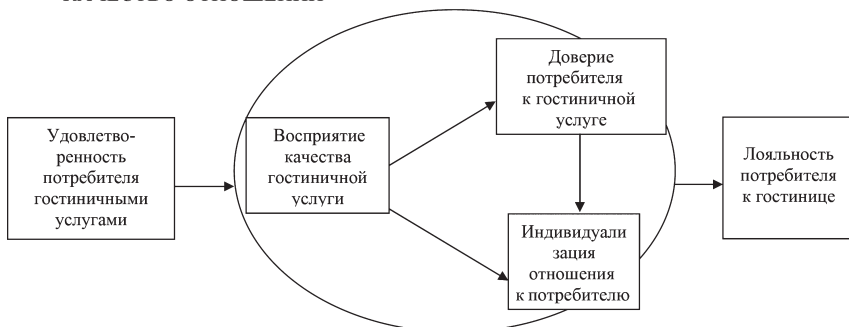 Удовлетво-
ренность
потребителя
гостиничными
услугами
Восприятие
качества
гостиничной
услуги
Доверие
потребителя
к гостиничной
услуге
Индивидуали
зация
отношения
к потребителю
Лояльность
потребителя
к гостинице